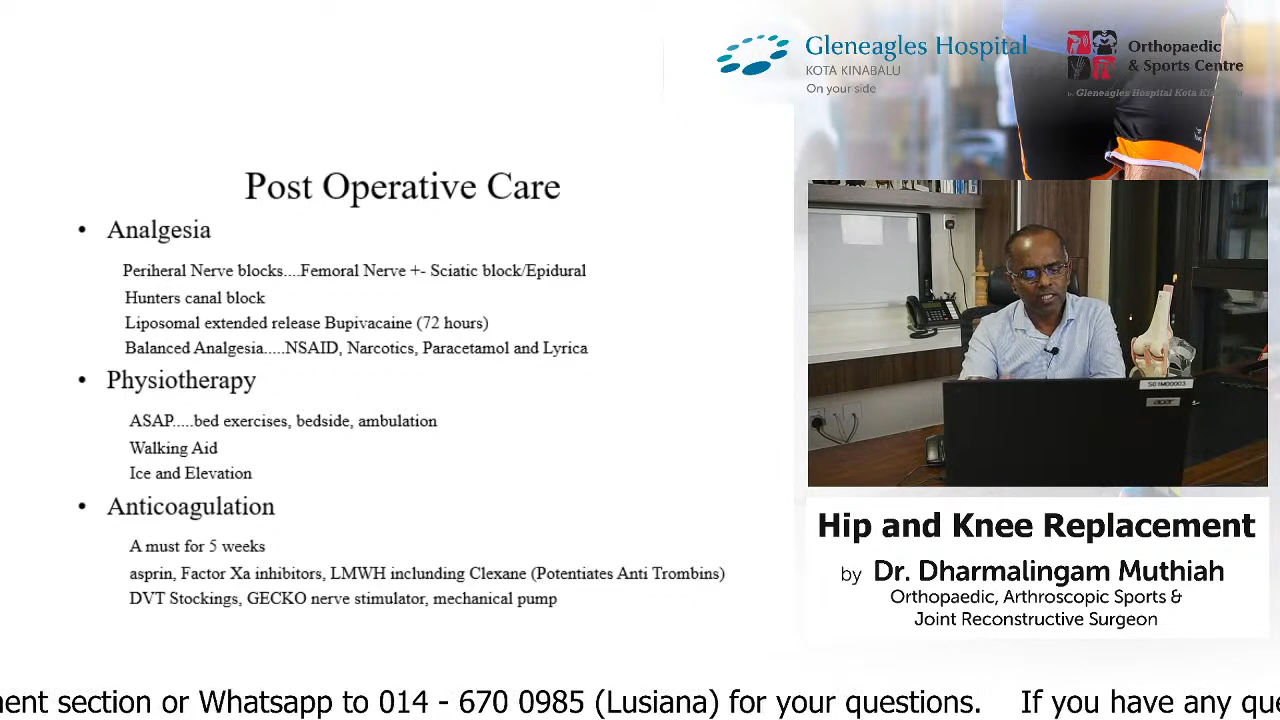 Gleneagles Hospital
KOTA KINABALU
On your side
Orthopaedic
& Sports Centre
Gleneagles Hospital Kota
Post Operative Care
• Analgesia
Periheral Nerve blocks....Femoral Nerve +- Sciatic block/Epidural
Hunters canal block
Liposomal extended release Bupivacaine (72 hours)
Balanced Analgesia.....NSAID, Narcotics, Paracetamol and Lyrica
• Physiotherapy
ASAP.....bed exercises, bedside, ambulation
Walking Aid
Ice and Elevation
• Anticoagulation
A must for 5 weeks
asprin, Factor Xa inhibitors, LMWH inclunding Clexane (Potentiates Anti Trombins)
DVT Stockings, GECKO nerve stimulator, mechanical pump
S01M00003
acer
Hip and Knee Replacement
by Dr. Dharmalingam Muthiah
Orthopaedic, Arthroscopic Sports &
Joint Reconstructive Surgeon
ent section or Whatsapp to 014 - 670 0985 (Lusiana) for your questions. If you have any que